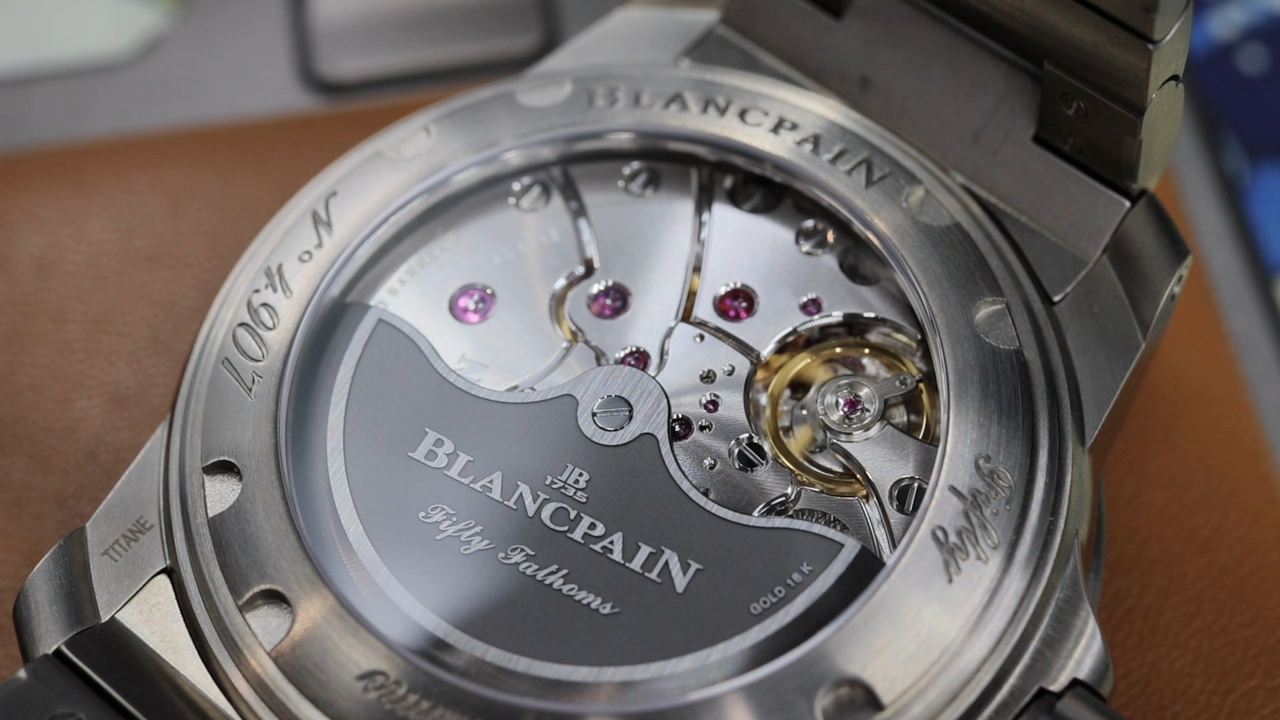 BLANCPAIN
N° 4907
TITANE
JB
1735
BLANCPAIN
Fifty Fathoms
GOLD 18 K